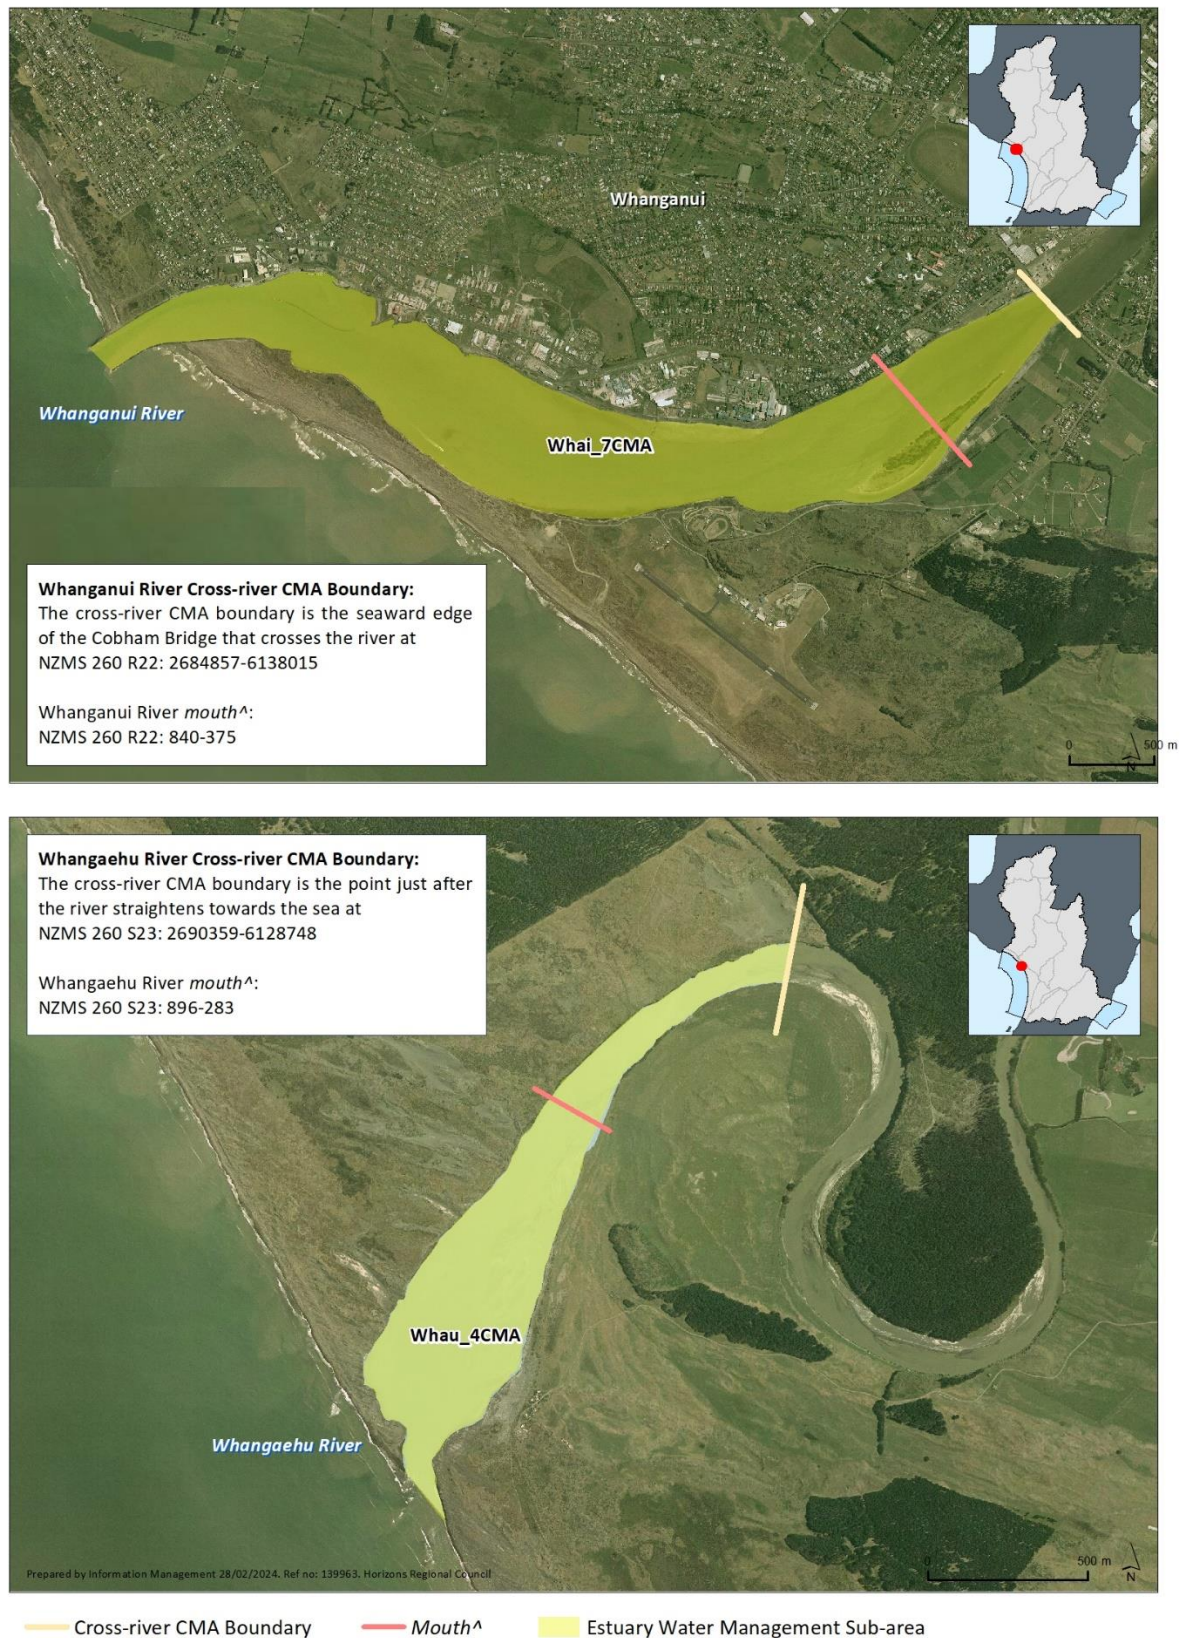 Whanganui
Whanganui River
Whai_7CMA
Whanganui River Cross-river CMA Boundary:
The cross-river CMA boundary is the seaward edge
of the Cobham Bridge that crosses the river at
NZMS 260 R22: 2684857-6138015
Whanganui River mouth^:
NZMS 260 R22: 840-375
0 500 m
N
Whangaehu River Cross-river CMA Boundary:
The cross-river CMA boundary is the point just after
the river straightens towards the sea at
NZMS 260 S23: 2690359-6128748
Whangaehu River mouth^:
NZMS 260 S23: 896-283
Whau_4CMA
Whangaehu River
Prepared by Information Management 28/02/2024. Ref no: 139963. Horizons Regional Council
0 500 m
N
Cross-river CMA Boundary Mouth^ Estuary Water Management Sub-area